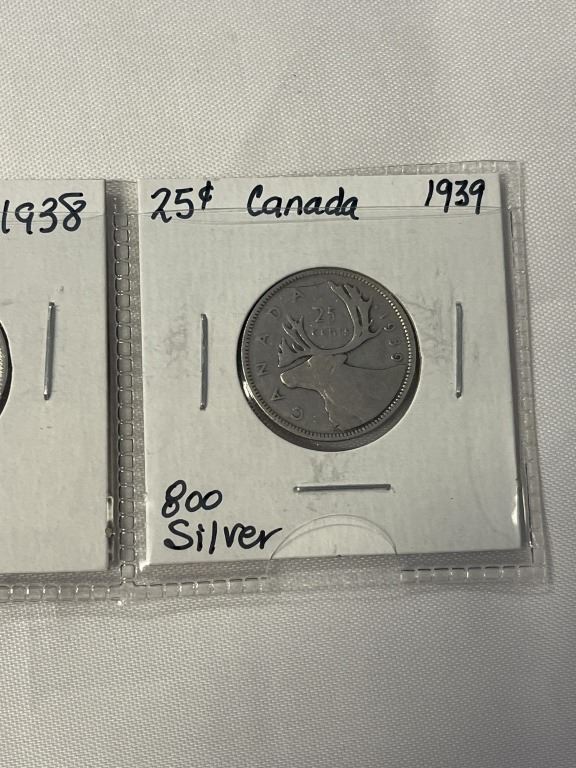 1938
25¢ Canada 1939
CANADA 1939
25
CENTS
800
Silver